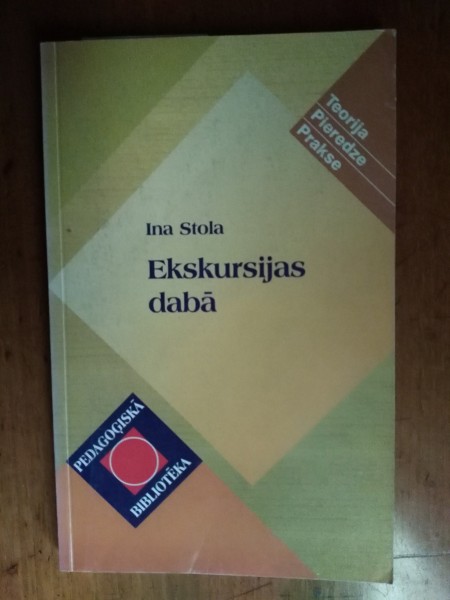 Teorija
Pieredze
Prakse
Ina Stola
Ekskursijas
dabā
PEDAGOĢISKĀ
BIBLIOTĒKA